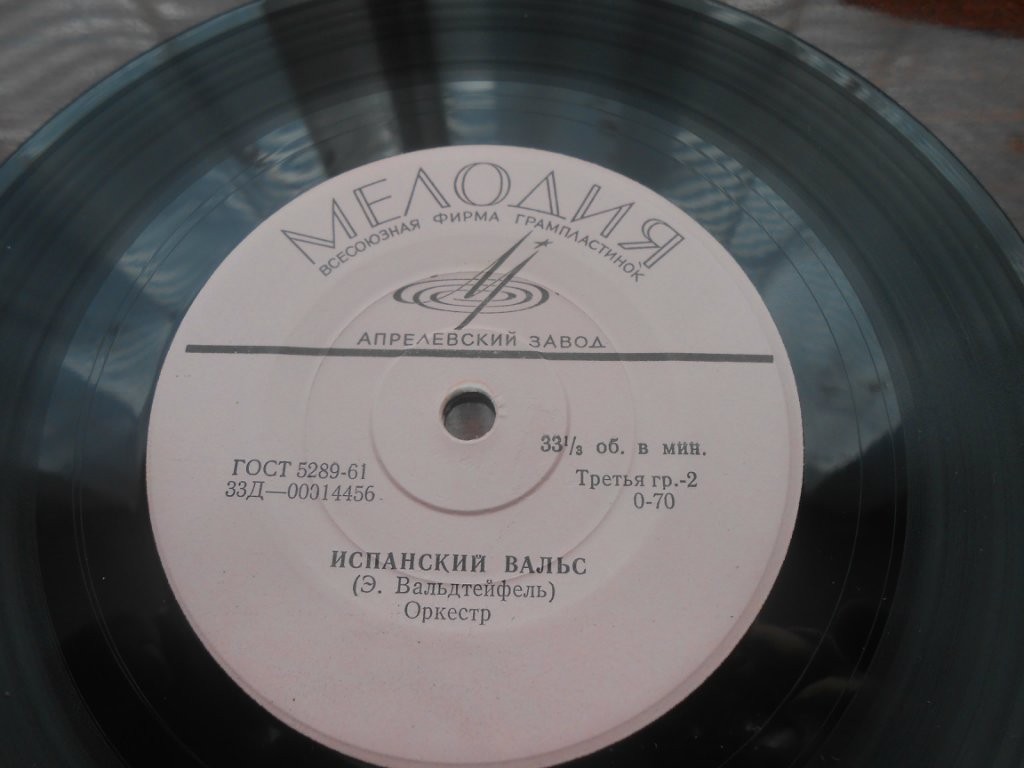 МЕЛОДИЯ
ВСЕСОЮЗНАЯ ФИРМА ГРАМПЛАСТИНОК
АПРЕЛЕВСКИЙ ЗАВОД
33⅓ об. в мин.
ГОСТ 5289-61
Третья гр.-2
33Д—00014456
0-70
ИСПАНСКИЙ ВАЛЬС
(Э. Вальдтейфель)
Оркестр